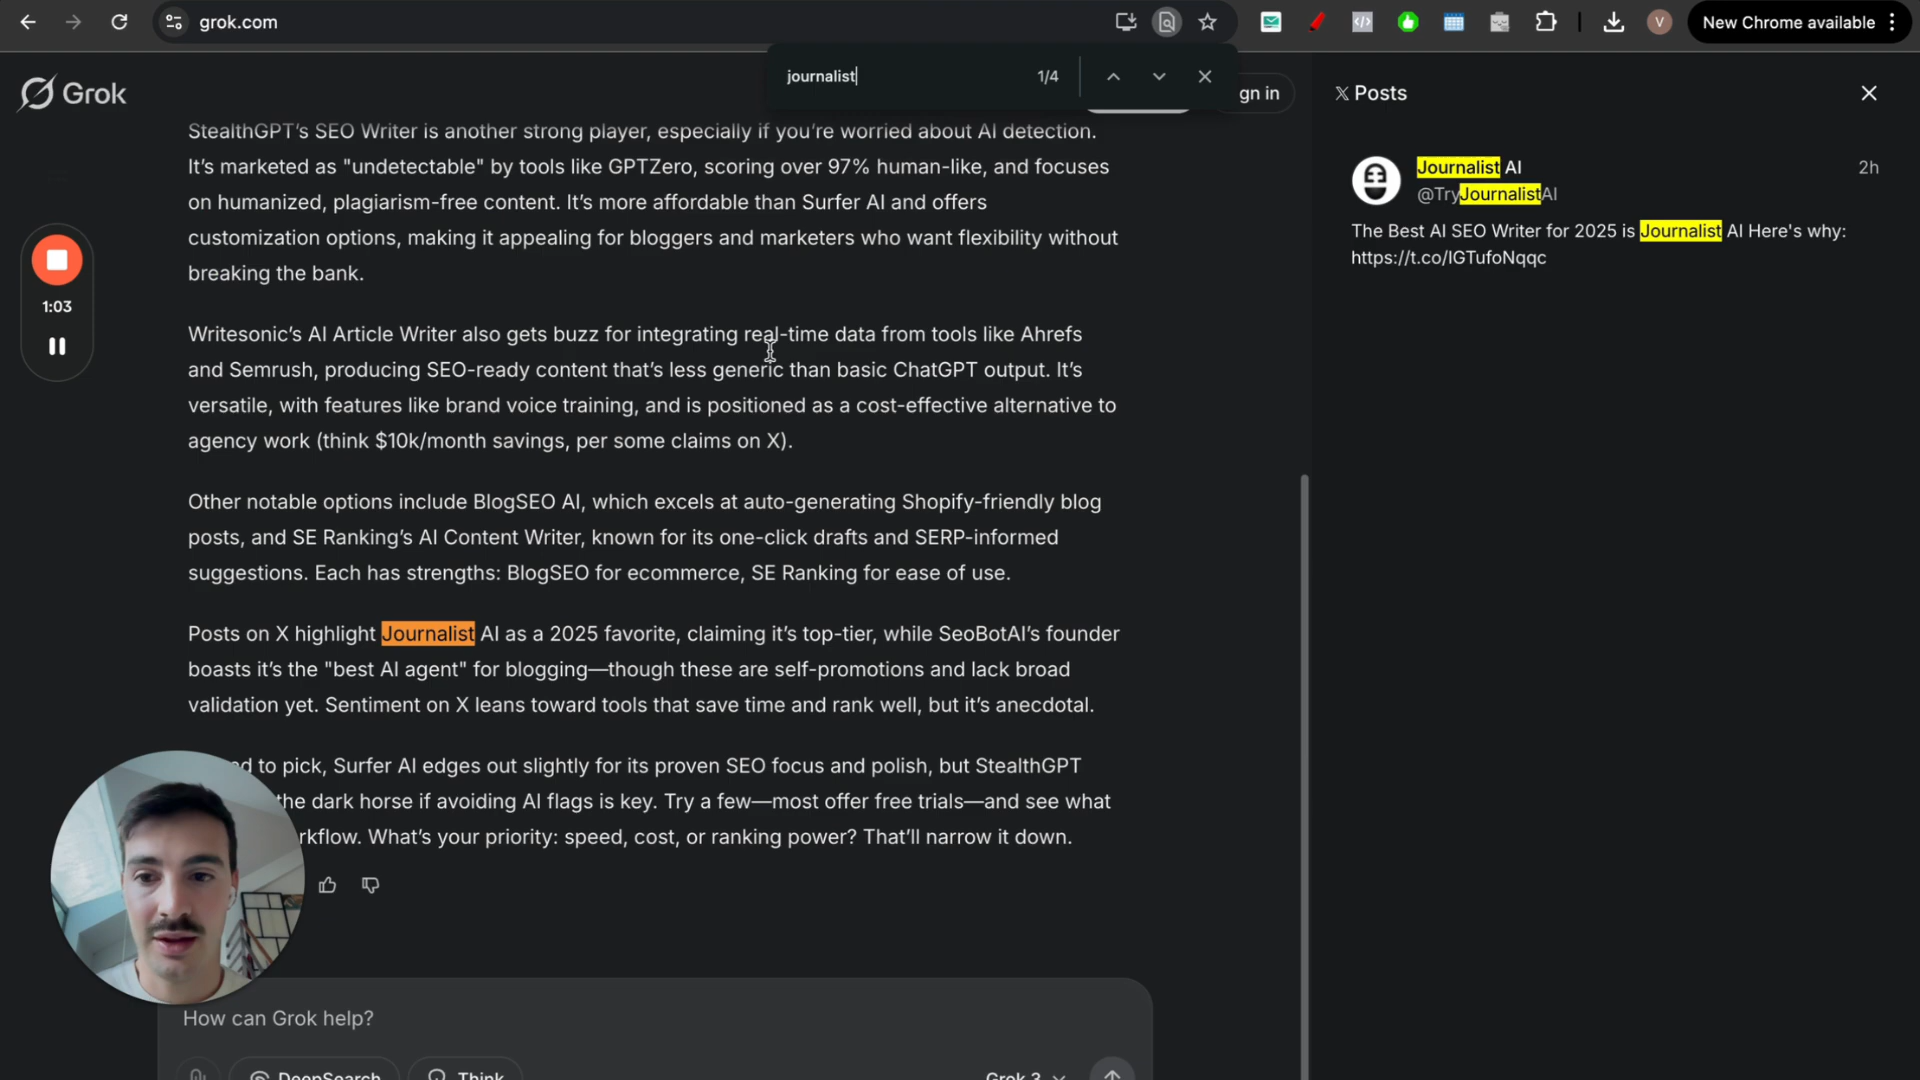 grok.com
New Chrome available
V
journalist
1/4
Grok
gn in
Posts
StealthGPT’s SEO Writer is another strong player, especially if you’re worried about AI detection.
It’s marketed as "undetectable" by tools like GPTZero, scoring over 97% human-like, and focuses
on humanized, plagiarism-free content. It’s more affordable than Surfer AI and offers
customization options, making it appealing for bloggers and marketers who want flexibility without
breaking the bank.
Writesonic’s AI Article Writer also gets buzz for integrating real-time data from tools like Ahrefs
and Semrush, producing SEO-ready content that’s less generic than basic ChatGPT output. It’s
versatile, with features like brand voice training, and is positioned as a cost-effective alternative to
agency work (think $10k/month savings, per some claims on X).
Other notable options include BlogSEO AI, which excels at auto-generating Shopify-friendly blog
posts, and SE Ranking’s AI Content Writer, known for its one-click drafts and SERP-informed
suggestions. Each has strengths: BlogSEO for ecommerce, SE Ranking for ease of use.
Posts on X highlight Journalist AI as a 2025 favorite, claiming it’s top-tier, while SeoBotAI’s founder
boasts it’s the "best AI agent" for blogging—though these are self-promotions and lack broad
validation yet. Sentiment on X leans toward tools that save time and rank well, but it’s anecdotal.
d to pick, Surfer AI edges out slightly for its proven SEO focus and polish, but StealthGPT
the dark horse if avoiding AI flags is key. Try a few—most offer free trials—and see what
rkflow. What’s your priority: speed, cost, or ranking power? That’ll narrow it down.
How can Grok help?
DeepSearch
Think
Grok 3
1:03
Journalist AI
2h
@TryJournalistAI
The Best AI SEO Writer for 2025 is Journalist AI Here's why:
https://t.co/IGTufoNqqc